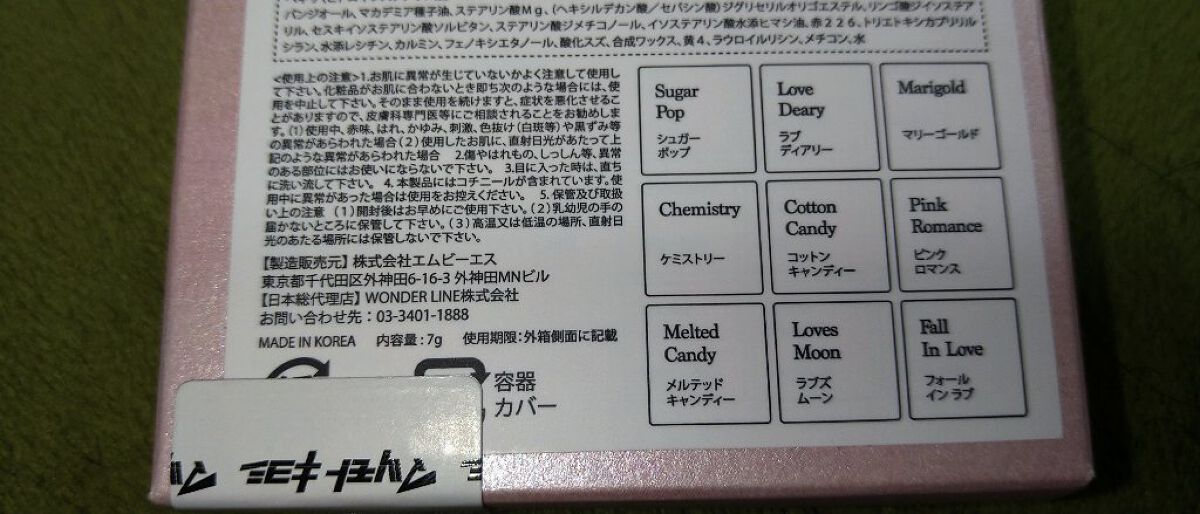 パンジオール、マカデミア種子油、ステアリン酸Mg、(ヘキシルデカン酸／セバシン酸)ジグリセリルオリゴエステル、リンゴ酸ジイソステア
リル、セスキイソステアリン酸ソルビタン、ステアリン酸ジメチコノール、イソステアリン酸水添ヒマシ油、赤226、トリエトキシカプリリル
シラン、水添レシチン、カルミン、フェノキシエタノール、酸化スズ、合成ワックス、黄4、ラウロイルリシン、メチコン、水
<使用上の注意>1.お肌に異常が生じていないかよく注意して使用し
て下さい。化粧品がお肌に合わないとき即ち次のような場合には、使
用を中止して下さい。そのまま使用を続けますと、症状を悪化させるこ
とがありますので、皮膚科専門医等にご相談されることをお勧めしま
す。(1)使用中、赤味、はれ、かゆみ、刺激、色抜け(白斑等)や黒ずみ等
の異常があらわれた場合(2)使用したお肌に、直射日光があたって上
記のような異常があらわれた場合 2.傷やはれもの、しっしん等、異常
のある部位にはお使いにならないで下さい。 3.目に入った時は、直ち
に洗い流して下さい。 4.本製品にはコチニールが含まれています。使
用中に異常があった場合は使用をお控えください。 5.保管及び取扱
い上の注意 (1)開封後はお早めにご使用下さい。(2)乳幼児の手の
届かないところに保管して下さい。(3)高温又は低温の場所、直射日
光のあたる場所には保管しないで下さい。
【製造販売元】株式会社エムビーエス
東京都千代田区外神田6-16-3 外神田MNビル
【日本総代理店】WONDER LINE株式会社
お問い合わせ先：03-3401-1888
MADE IN KOREA 内容量：7g 使用期限：外箱側面に記載
容器
カバー
Sugar
Pop
シュガー
ポップ
Love
Deary
ラブ
ディアリー
Marigold
マリーゴールド
Chemistry
ケミストリー
Cotton
Candy
コットン
キャンディー
Pink
Romance
ピンク
ロマンス
Melted
Candy
メルテッド
キャンディー
Loves
Moon
ラブズ
ムーン
Fall
In Love
フォール
インラブ
マツモトキヨシ